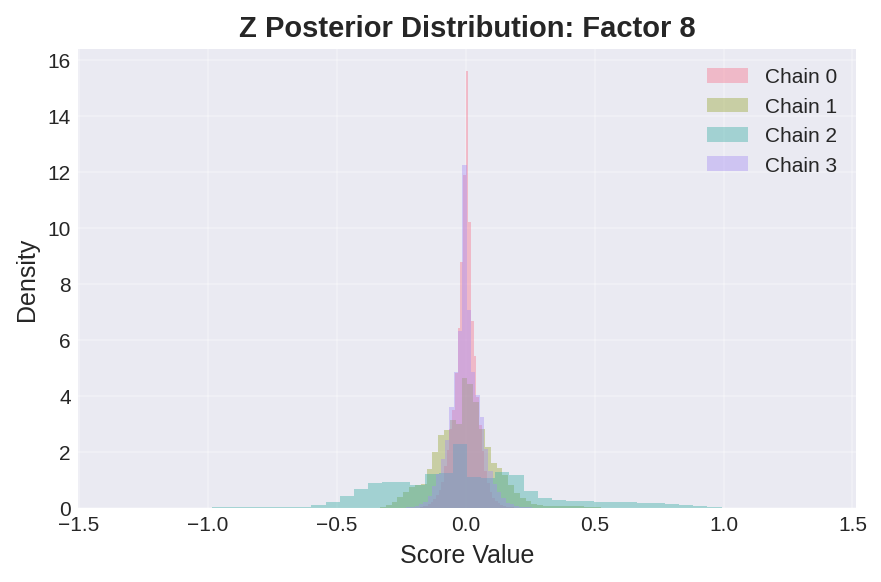 Z Posterior Distribution: Factor 8
16
14
12
10
8
6
4
2
0
Density
Chain 0
Chain 1
Chain 2
Chain 3
−1.5 −1.0 −0.5 0.0 0.5 1.0 1.5
Score Value